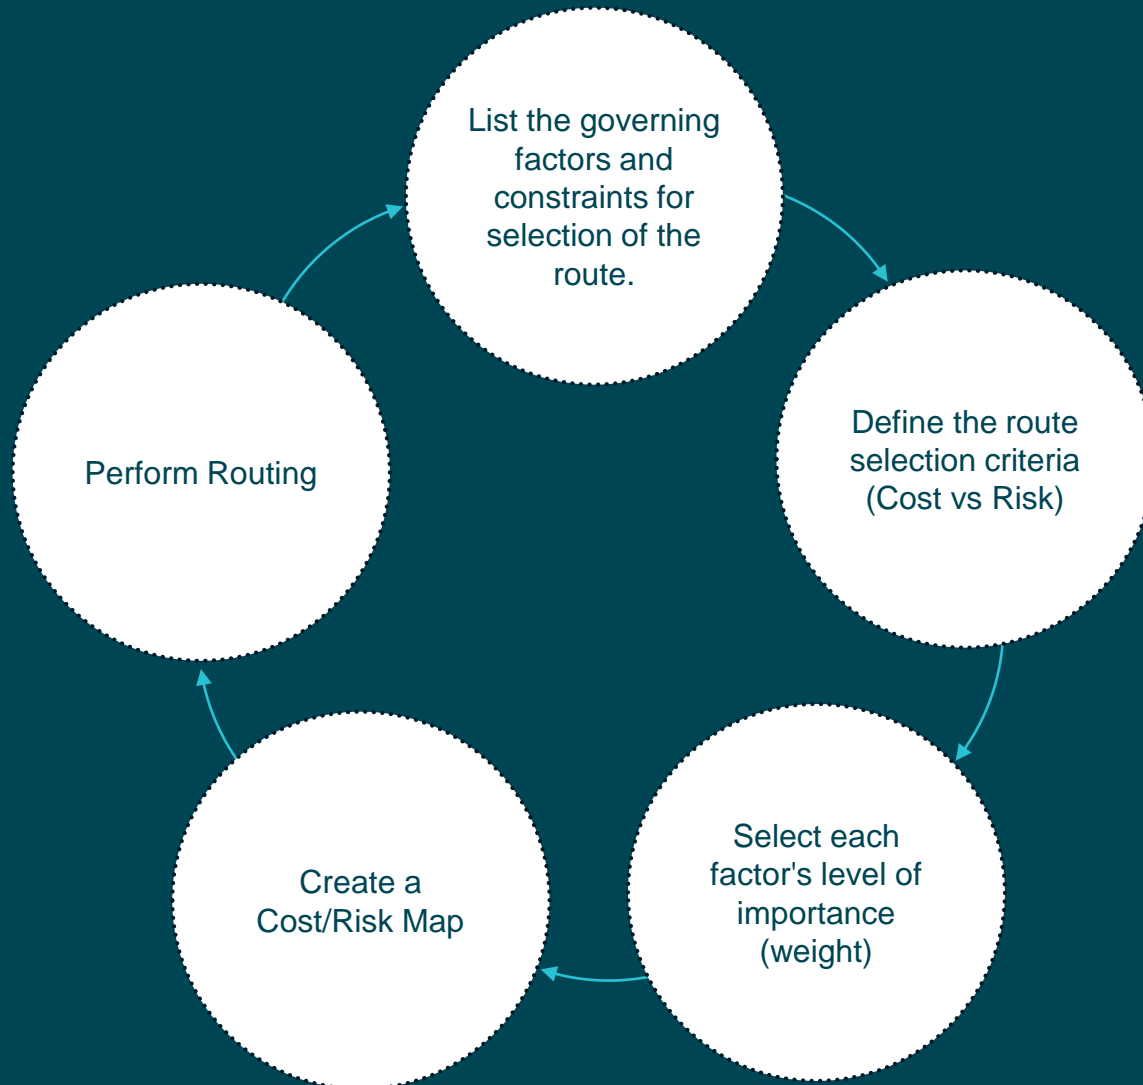 List the governing
factors and
constraints for
selection of the
route.
Define the route
selection criteria
(Cost vs Risk)
Select each
factor's level of
importance
(weight)
Create a
Cost/Risk Map
Perform Routing